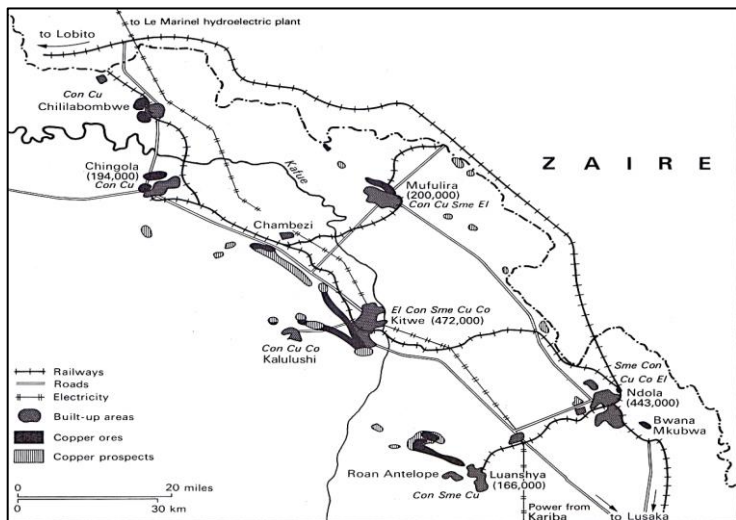 to Le Marinel hydroelectric plant
to Lobito
Con Cu
Chililabombwe
Z A I R E
Chingola
(194,000)
Con Cu
Kafue
Mufulira
(200,000)
Con Cu Sme El
Chambezi
El Con Sme Cu Co
Kitwe (472,000)
Con Cu Co
Kalulushi
Sme Con
Cu Co El
Ndola
(443,000)
Bwana
Mkubwa
Railways
Roads
Electricity
Built-up areas
Copper ores
Copper prospects
Roan Antelope
Luanshya
(166,000)
Con Sme Cu
0 20 miles
0 30 km
Power from
Kariba
to Lusaka